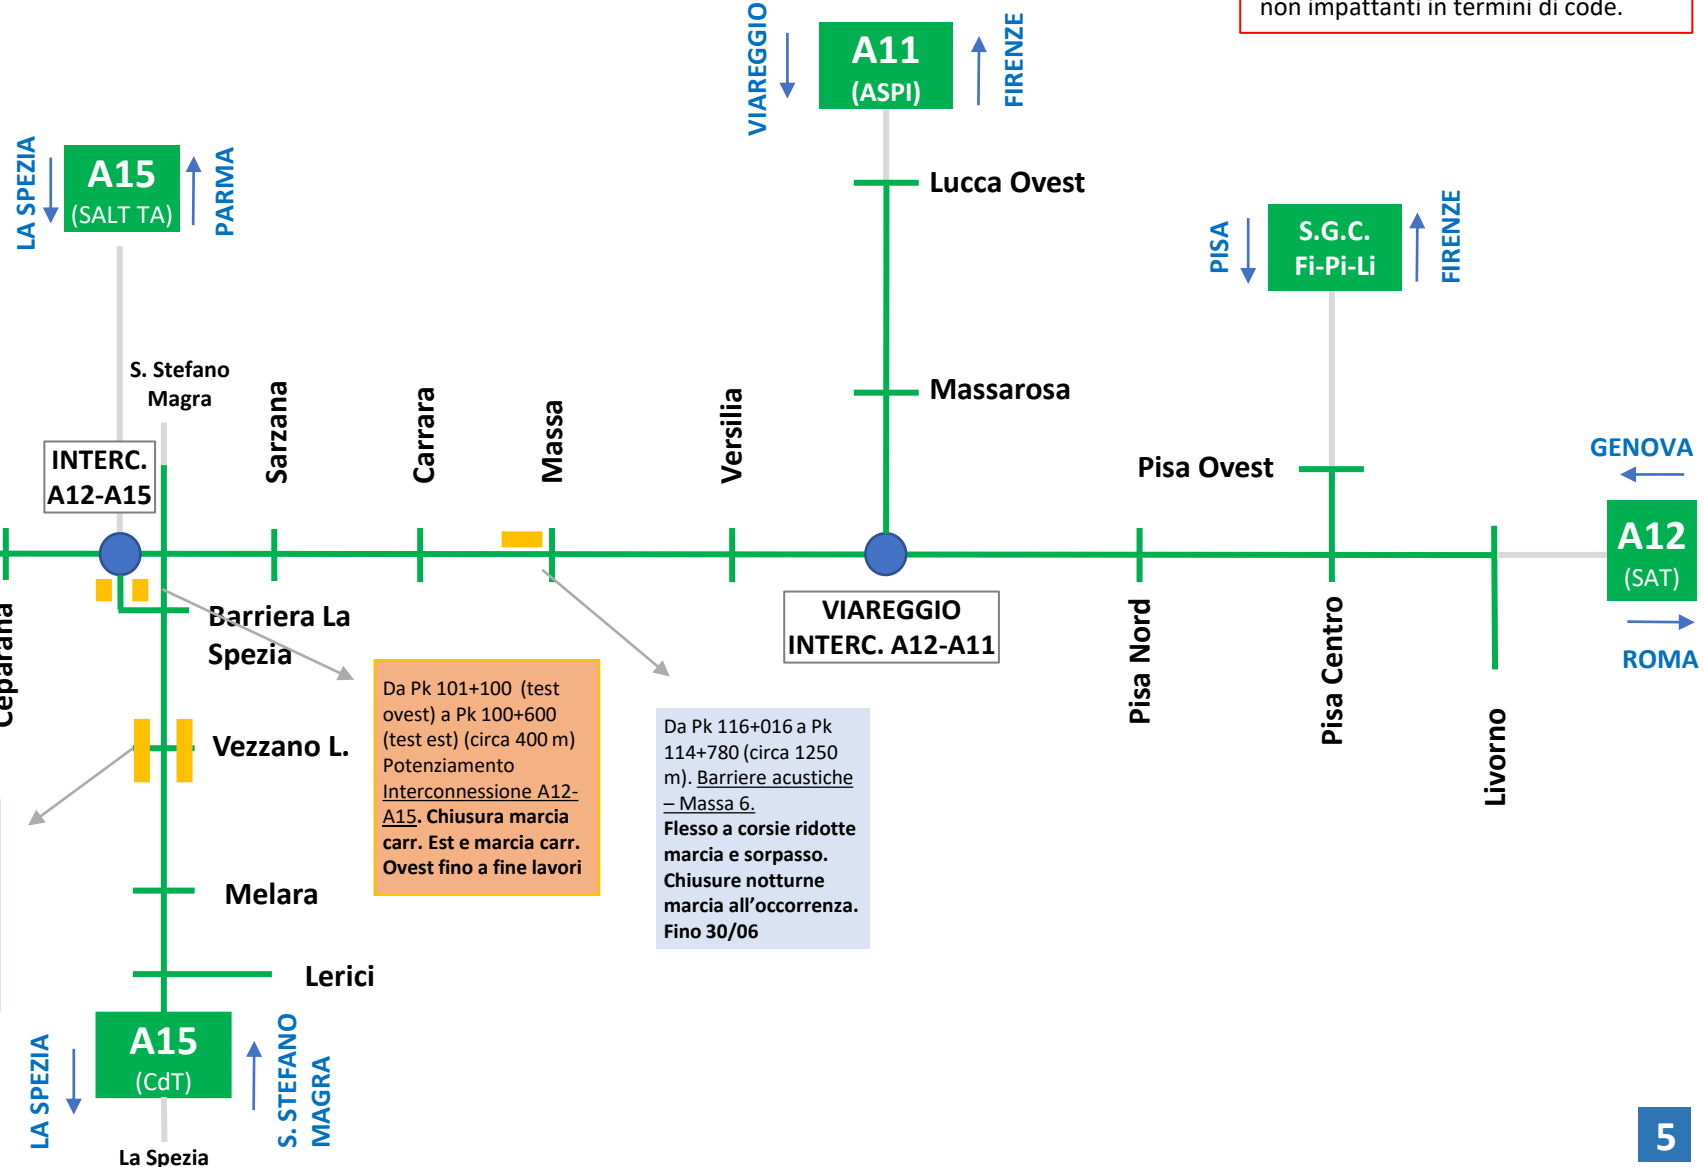 non impattanti in termini di code.
VIAREGGIO
A11
(ASPI)
FIRENZE
LA SPEZIA
A15
(SALT TA)
PARMA
Lucca Ovest
PISA
S.G.C.
Fi-Pi-Li
FIRENZE
S. Stefano
Magra
Massarosa
INTERC.
A12-A15
Sarzana
Carrara
Massa
Versilia
Pisa Ovest
GENOVA
A12
(SAT)
ROMA
Ceparana
Barriera La
Spezia
VIAREGGIO
INTERC. A12-A11
Pisa Nord
Pisa Centro
Livorno
Vezzano L.
Da Pk 101+100 (test
ovest) a Pk 100+600
(test est) (circa 400 m)
Potenziamento
Interconnessione A12-
A15. Chiusura marcia
carr. Est e marcia carr.
Ovest fino a fine lavori
Da Pk 116+016 a Pk
114+780 (circa 1250
m). Barriere acustiche
– Massa 6.
Flesso a corsie ridotte
marcia e sorpasso.
Chiusure notturne
marcia all’occorrenza.
Fino 30/06
Melara
Lerici
LA SPEZIA
A15
(CdT)
S. STEFANO
MAGRA
La Spezia
5